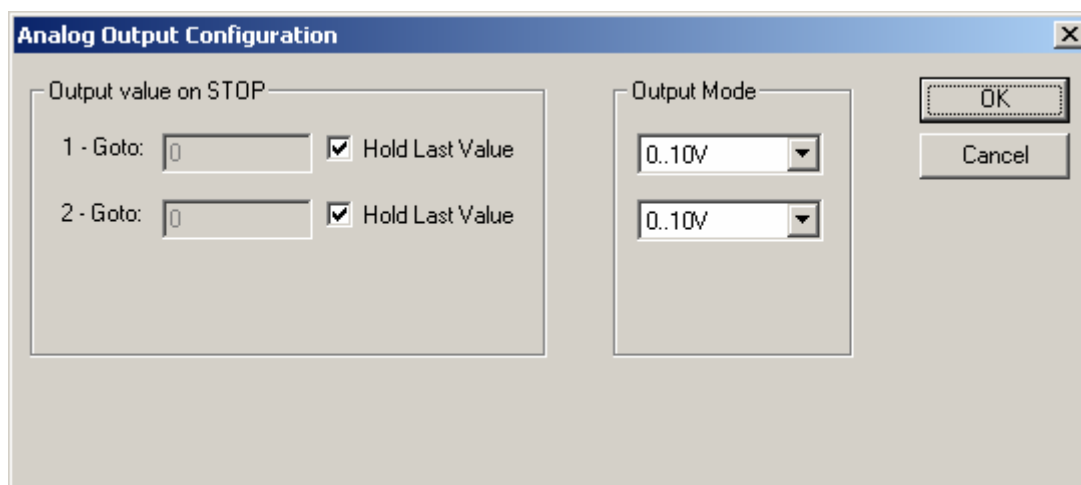 Analog Output Configuration
Output value on STOP
1 - Goto: 0 Hold Last Value
2 - Goto: 0 Hold Last Value
Output Mode
0..10V
0..10V
OK
Cancel